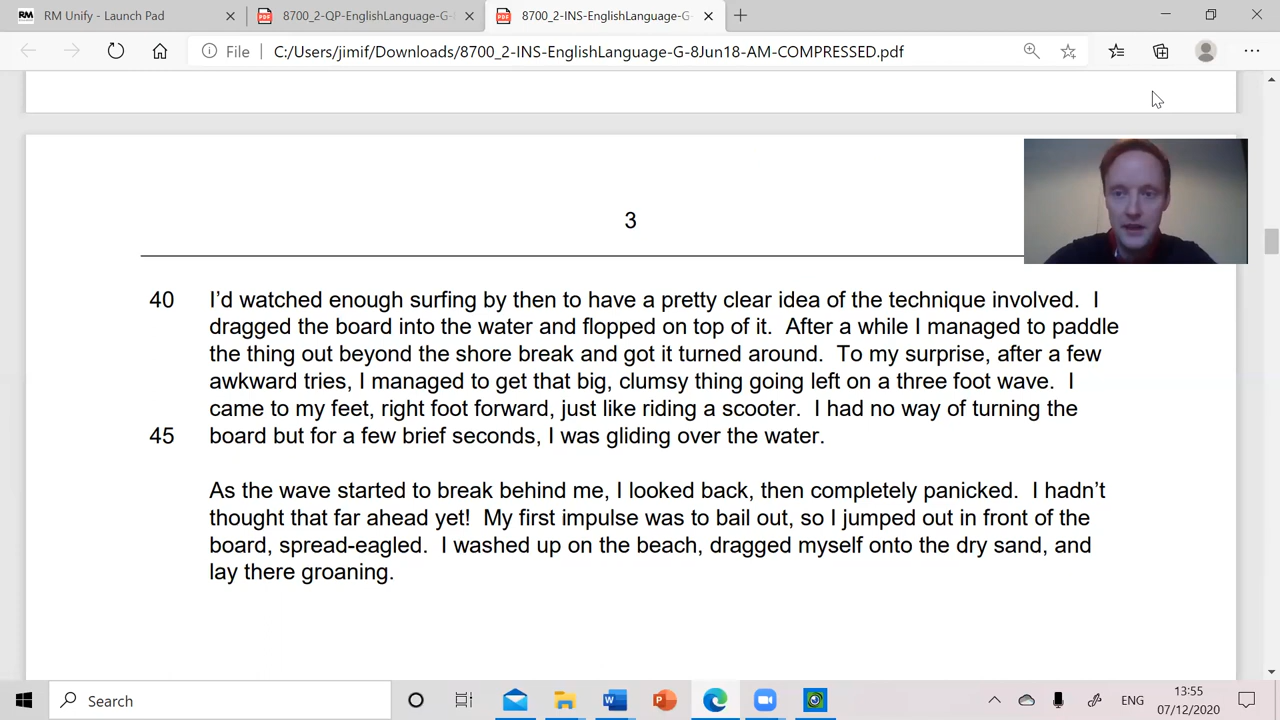 RM RM Unify - Launch Pad
8700_2-QP-EnglishLanguage-G-
8700_2-INS-EnglishLanguage-G-
File C:/Users/jimif/Downloads/8700_2-INS-EnglishLanguage-G-8Jun18-AM-COMPRESSED.pdf
3
40 I'd watched enough surfing by then to have a pretty clear idea of the technique involved. I
dragged the board into the water and flopped on top of it. After a while I managed to paddle
the thing out beyond the shore break and got it turned around. To my surprise, after a few
awkward tries, I managed to get that big, clumsy thing going left on a three foot wave. I
came to my feet, right foot forward, just like riding a scooter. I had no way of turning the
45 board but for a few brief seconds, I was gliding over the water.
As the wave started to break behind me, I looked back, then completely panicked. I hadn't
thought that far ahead yet! My first impulse was to bail out, so I jumped out in front of the
board, spread-eagled. I washed up on the beach, dragged myself onto the dry sand, and
lay there groaning.
Search
ENG
13:55
07/12/2020